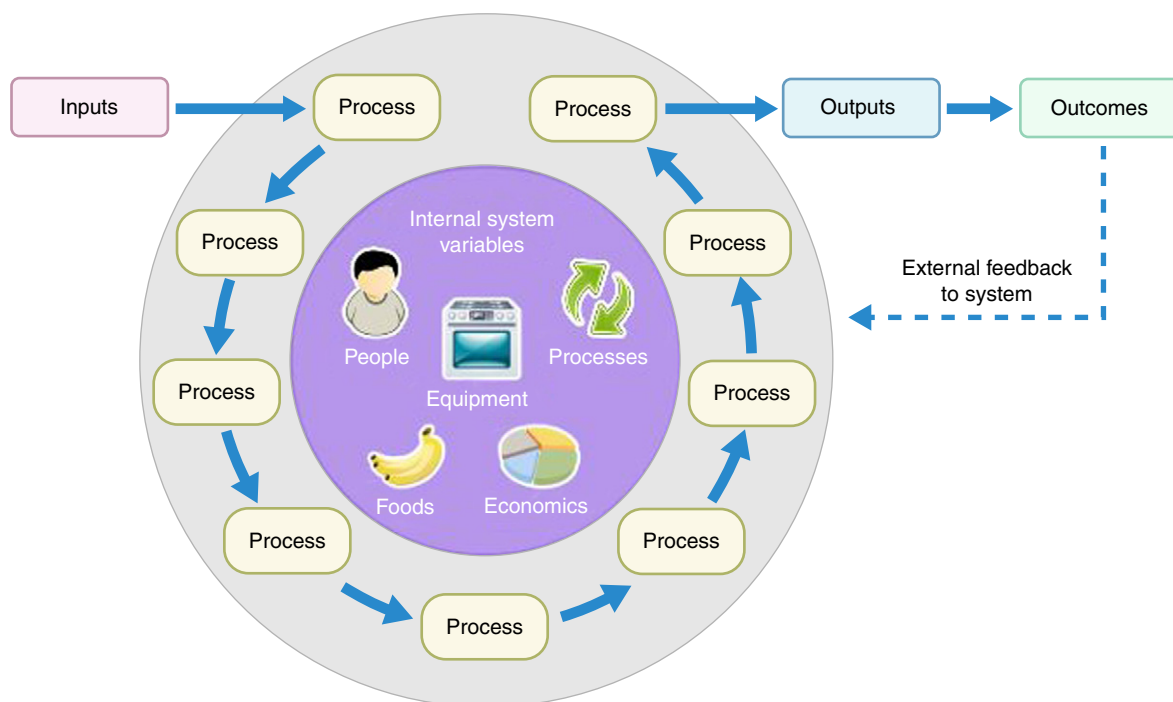 Inputs
Process
Process
Outputs
Outcomes
Internal system
variables
Process
Process
External feedback
to system
People
Processes
Equipment
Process
Process
Foods
Economics
Process
Process
Process